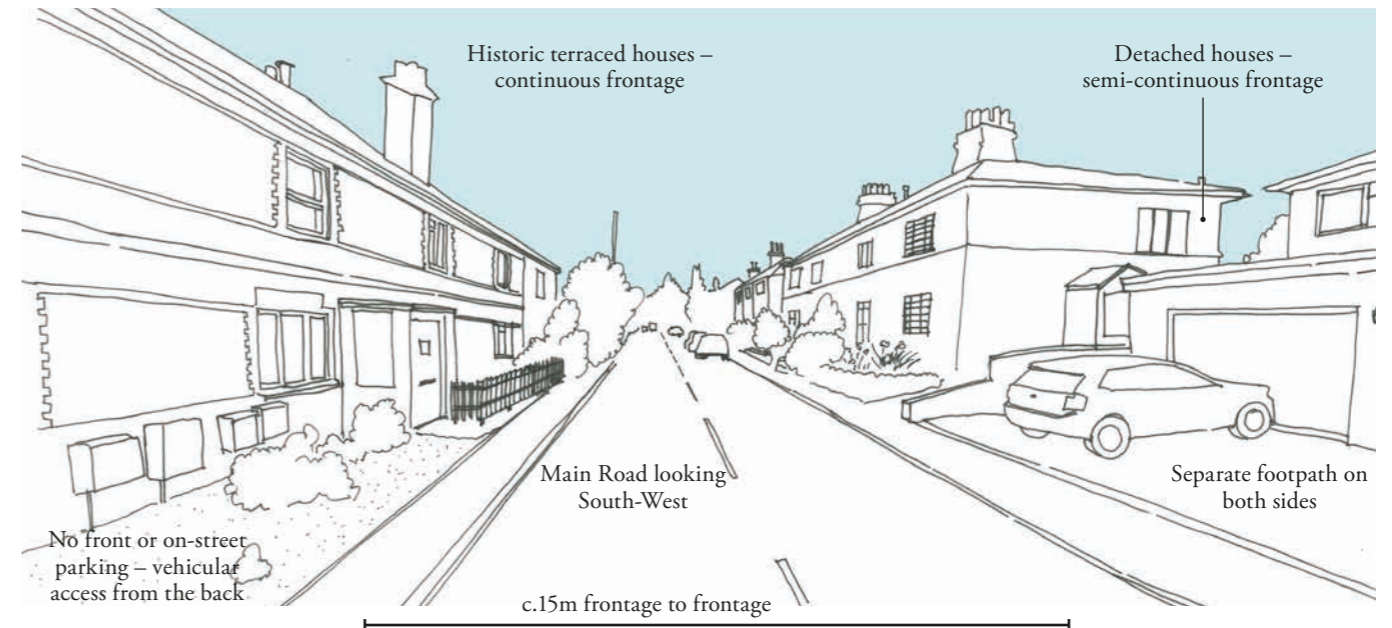 Historic terraced houses –
continuous frontage
Detached houses –
semi-continuous frontage
Main Road looking
South-West
Separate footpath on
both sides
No front or on-street
parking – vehicular
access from the back
c.15m frontage to frontage